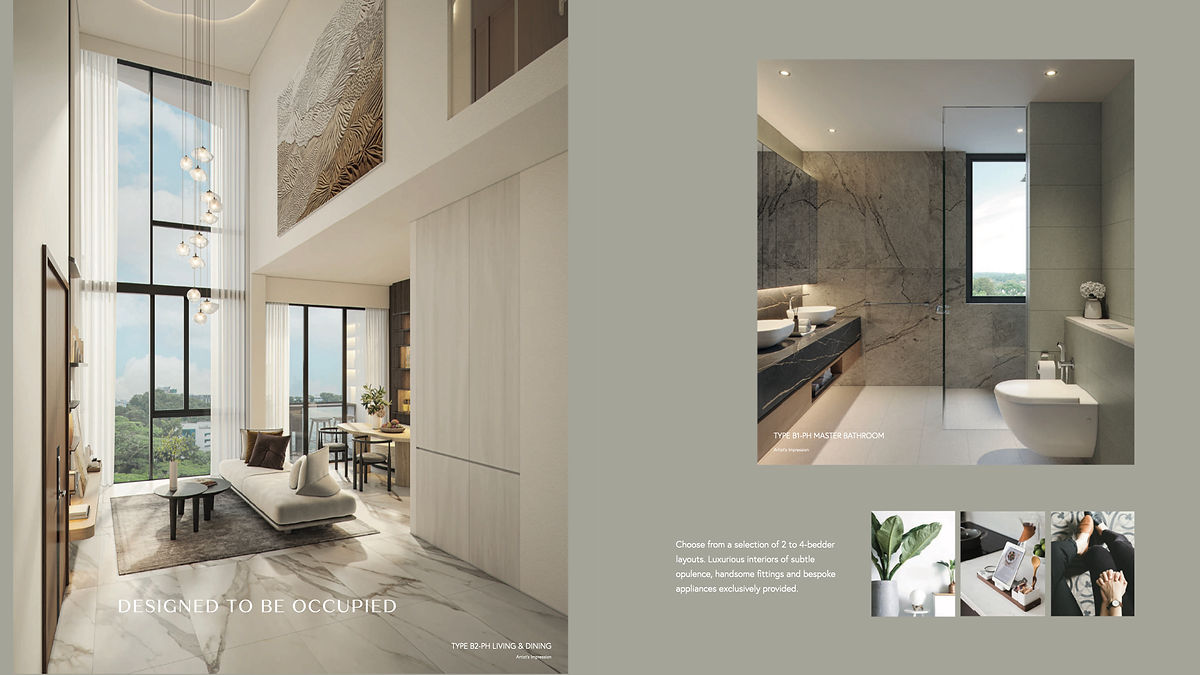 DESIGNED TO BE OCCUPIED
TYPE B2-PH LIVING & DINING
Artist's Impression
TYPE B1-PH MASTER BATHROOM
Artist's Impression
Choose from a selection of 2 to 4-bedder
layouts. Luxurious interiors of subtle
opulence, handsome fittings and bespoke
appliances exclusively provided.